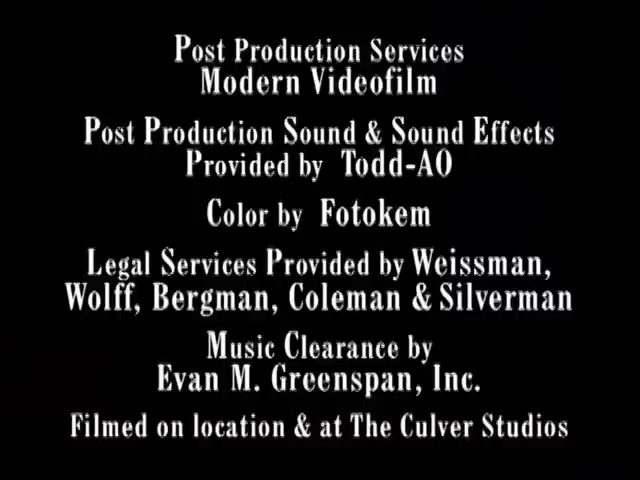 Post Production Services
Modern Videofilm
Post Production Sound & Sound Effects
Provided by Todd-AO
Color by Fotokem
Legal Services Provided by Weissman,
Wolff, Bergman, Coleman & Silverman
Music Clearance by
Evan M. Greenspan, Inc.
Filmed on location & at The Culver Studios